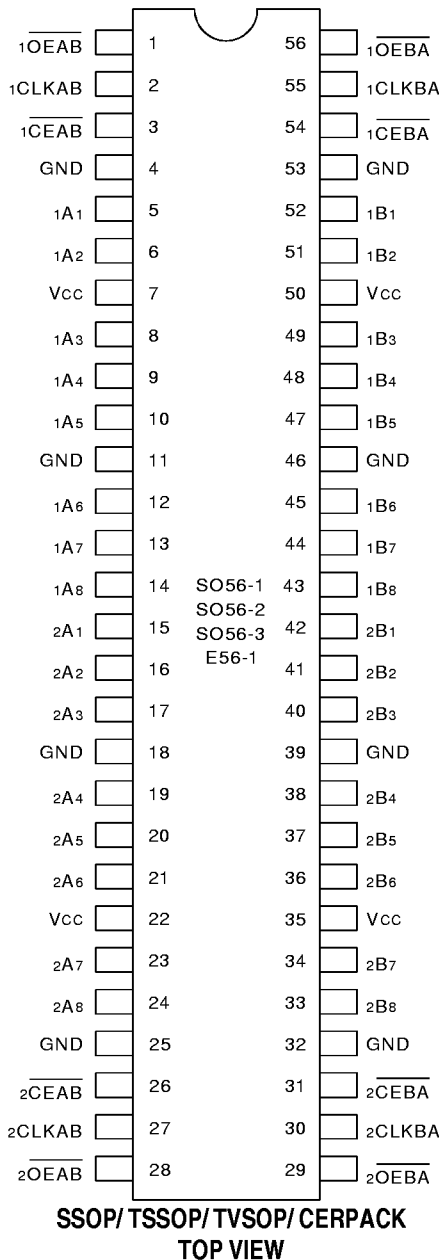 1OEAB 1 56 1OEBA
1CLKAB 2 55 1CLKBA
1CEAB 3 54 1CEBA
GND 4 53 GND
1A1 5 52 1B1
1A2 6 51 1B2
VCC 7 50 VCC
1A3 8 49 1B3
1A4 9 48 1B4
1A5 10 47 1B5
GND 11 46 GND
1A6 12 45 1B6
1A7 13 44 1B7
1A8 14 SO56-1 43 1B8
SO56-2
2A1 15 SO56-3 42 2B1
2A2 16 E56-1 41 2B2
2A3 17 40 2B3
GND 18 39 GND
2A4 19 38 2B4
2A5 20 37 2B5
2A6 21 36 2B6
VCC 22 35 VCC
2A7 23 34 2B7
2A8 24 33 2B8
GND 25 32 GND
2CEAB 26 31 2CEBA
2CLKAB 27 30 2CLKBA
2OEAB 28 29 2OEBA
SSOP/ TSSOP/ TVSOP/ CERPACK
TOP VIEW